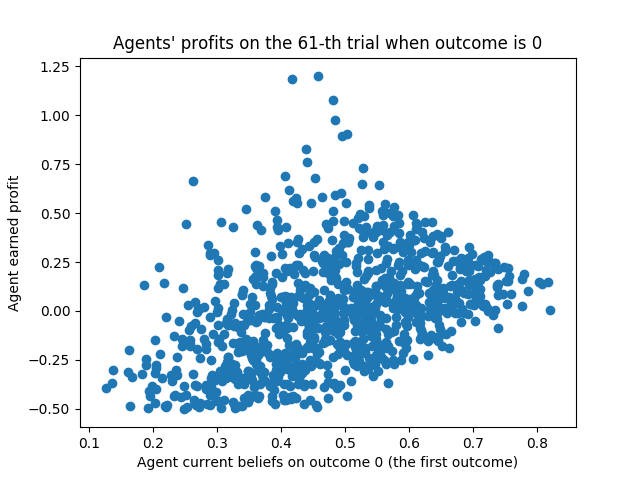 Agents' profits on the 61-th trial when outcome is 0
1.25
1.00
0.75
0.50
0.25
0.00
−0.25
−0.50
Agent earned profit
0.1 0.2 0.3 0.4 0.5 0.6 0.7 0.8
Agent current beliefs on outcome 0 (the first outcome)